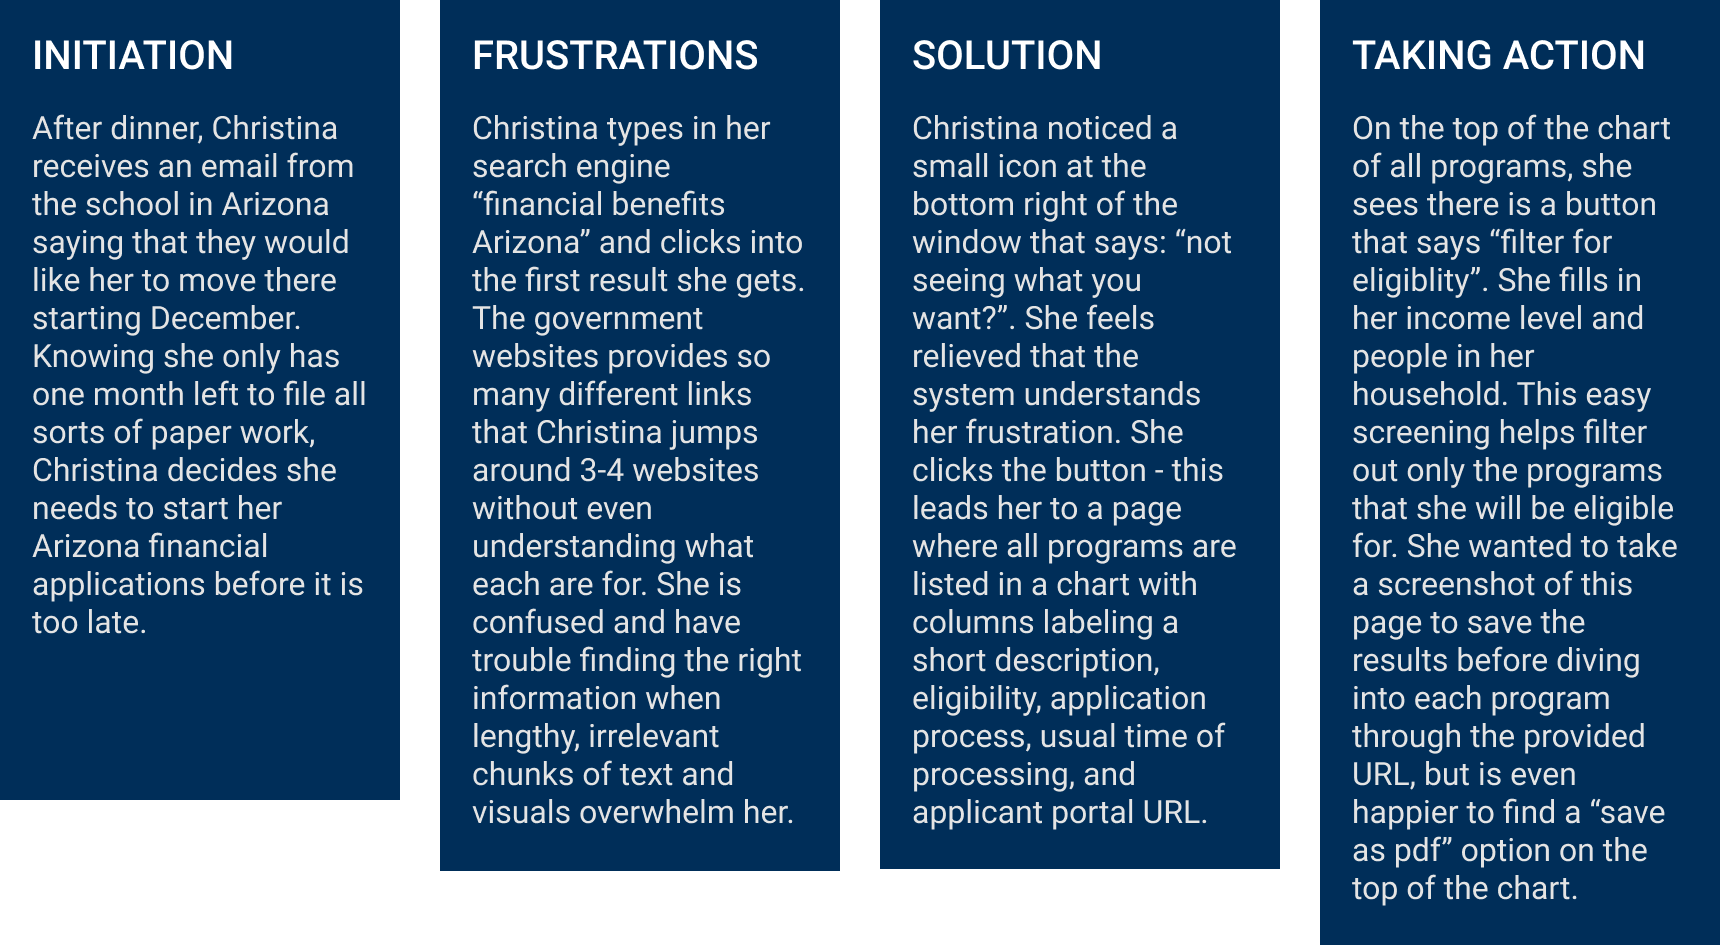 INITIATION
After dinner, Christina
receives an email from
the school in Arizona
saying that they would
like her to move there
starting December.
Knowing she only has
one month left to file all
sorts of paper work,
Christina decides she
needs to start her
Arizona financial
applications before it is
too late.
FRUSTRATIONS
Christina types in her
search engine
“financial benefits
Arizona” and clicks into
the first result she gets.
The government
websites provides so
many different links
that Christina jumps
around 3-4 websites
without even
understanding what
each are for. She is
confused and have
trouble finding the right
information when
lengthy, irrelevant
chunks of text and
visuals overwhelm her.
SOLUTION
Christina noticed a
small icon at the
bottom right of the
window that says: “not
seeing what you
want?”. She feels
relieved that the
system understands
her frustration. She
clicks the button - this
leads her to a page
where all programs are
listed in a chart with
columns labeling a
short description,
eligibility, application
process, usual time of
processing, and
applicant portal URL.
TAKING ACTION
On the top of the chart
of all programs, she
sees there is a button
that says “filter for
eligiblity”. She fills in
her income level and
people in her
household. This easy
screening helps filter
out only the programs
that she will be eligible
for. She wanted to take
a screenshot of this
page to save the
results before diving
into each program
through the provided
URL, but is even
happier to find a “save
as pdf” option on the
top of the chart.